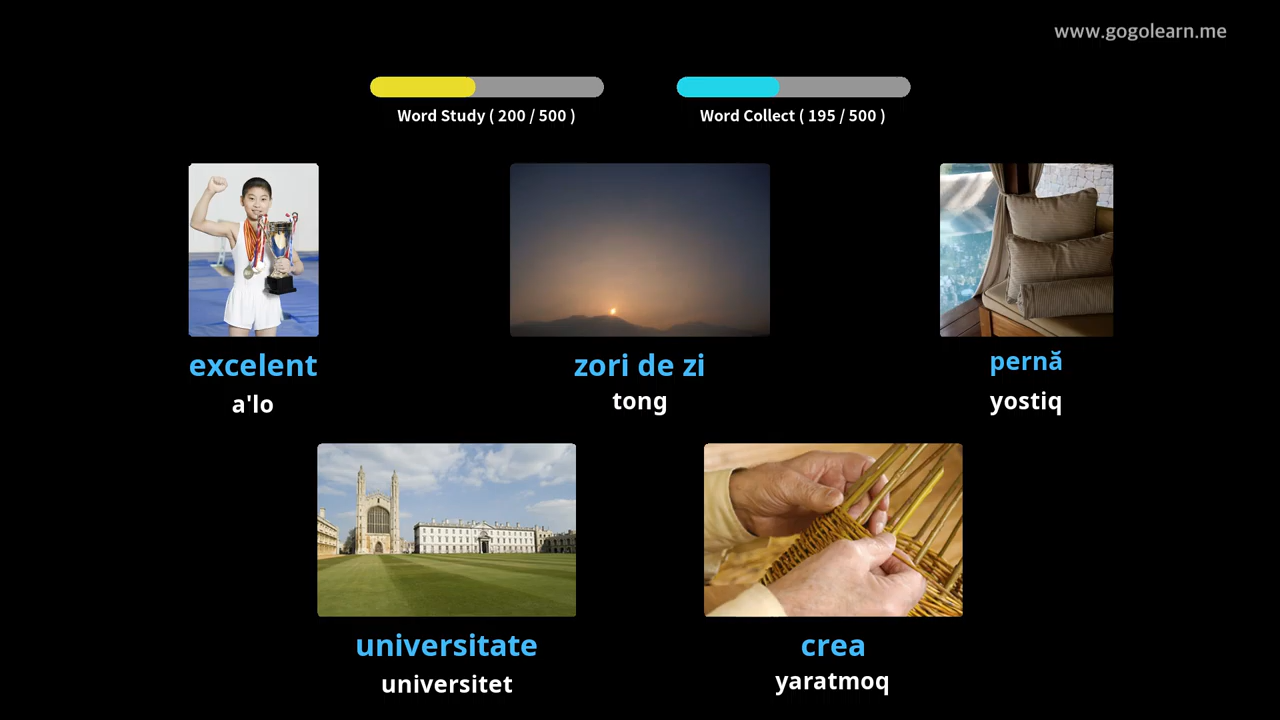 www.gogolearn.me
Word Study ( 200 / 500 )
Word Collect ( 195 / 500 )
excelent
a'lo
zori de zi
tong
pernă
yostiq
universitate
universitet
crea
yaratmoq